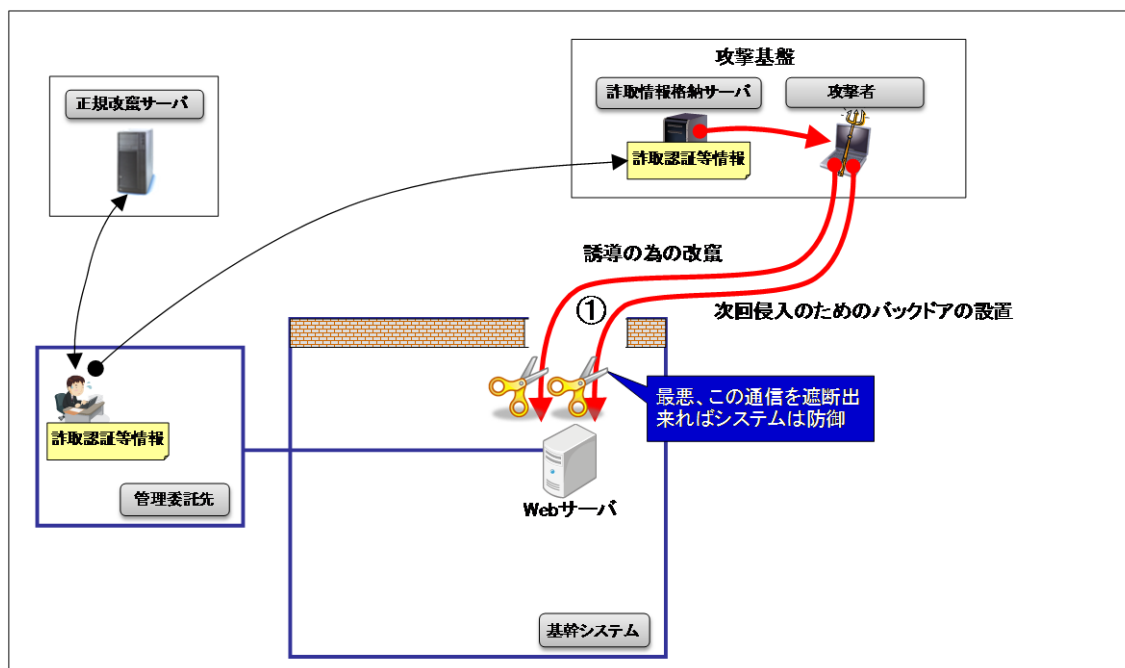 攻撃基盤
正規改竄サーバ
詐取情報格納サーバ
攻撃者
詐取認証等情報
誘導の為の改竄
①
次回侵入のためのバックドアの設置
最悪、この通信を遮断出
来ればシステムは防御
詐取認証等情報
管理委託先
Webサーバ
基幹システム